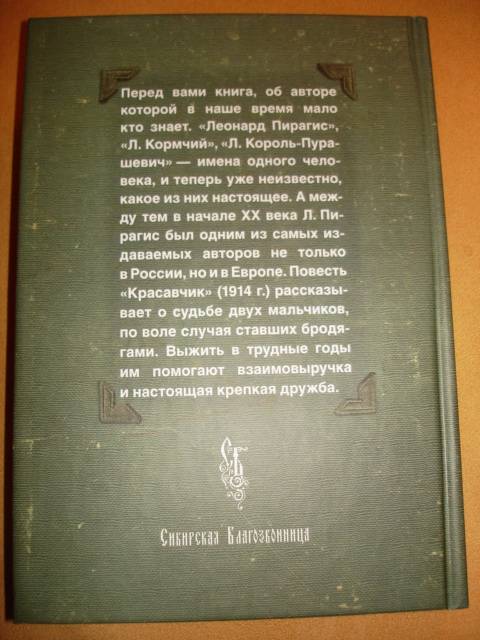 Перед вами книга, об авторе
которой в наше время мало
кто знает. «Леонард Пирагис»,
«Л. Кормчий», «Л. Король-Пура-
шевич» — имена одного чело-
века, и теперь уже неизвестно,
какое из них настоящее. А меж-
ду тем в начале XX века Л. Пи-
рагис был одним из самых из-
даваемых авторов не только
в России, но и в Европе. Повесть
«Красавчик» (1914 г.) рассказы-
вает о судьбе двух мальчиков,
по воле случая ставших бродя-
гами. Выжить в трудные годы
им помогают взаимовыручка
и настоящая крепкая дружба.
СБ
Сибирская Благозвонница